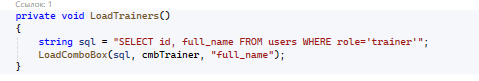 Ссылок: 1
private void LoadTrainers()
{
string sql = "SELECT id, full_name FROM users WHERE role='trainer'";
LoadComboBox(sql, cmbTrainer, "full_name");
}